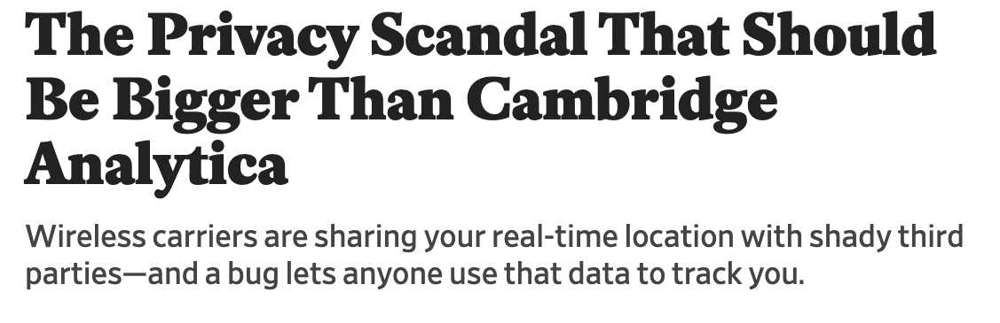 The Privacy Scandal That Should
Be Bigger Than Cambridge
Analytica
Wireless carriers are sharing your real-time location with shady third
parties—and a bug lets anyone use that data to track you.